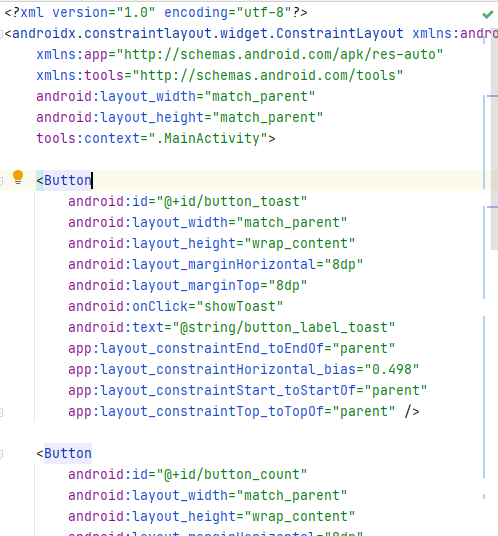 <?xml version="1.0" encoding="utf-8"?>
<androidx.constraintlayout.widget.ConstraintLayout
    xmlns:app="http://schemas.android.com/apk/res-auto"
    xmlns:tools="http://schemas.android.com/tools"
    android:layout_width="match_parent"
    android:layout_height="match_parent"
    tools:context=".MainActivity">

    <Button
        android:id="@+id/button_toast"
        android:layout_width="match_parent"
        android:layout_height="wrap_content"
        android:layout_marginHorizontal="8dp"
        android:layout_marginTop="8dp"
        android:onClick="showToast"
        android:text="@string/button_label_toast"
        app:layout_constraintEnd_toEndOf="parent"
        app:layout_constraintHorizontal_bias="0.498"
        app:layout_constraintStart_toStartOf="parent"
        app:layout_constraintTop_toTopOf="parent" />

    <Button
        android:id="@+id/button_count"
        android:layout_width="match_parent"
        android:layout_height="wrap_content"